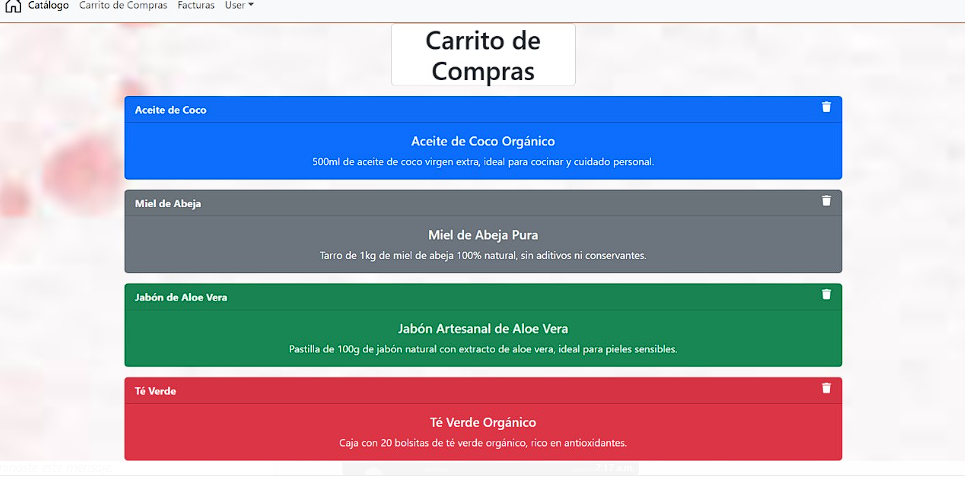 Catálogo Carrito de Compras Facturas User
Carrito de
Compras
Aceite de Coco
Aceite de Coco Orgánico
500ml de aceite de coco virgen extra, ideal para cocinar y cuidado personal.
Miel de Abeja
Miel de Abeja Pura
Tarro de 1kg de miel de abeja 100% natural, sin aditivos ni conservantes.
Jabón de Aloe Vera
Jabón Artesanal de Aloe Vera
Pastilla de 100g de jabón natural con extracto de aloe vera, ideal para pieles sensibles.
Té Verde
Té Verde Orgánico
Caja con 20 bolsitas de té verde orgánico, rico en antioxidantes.